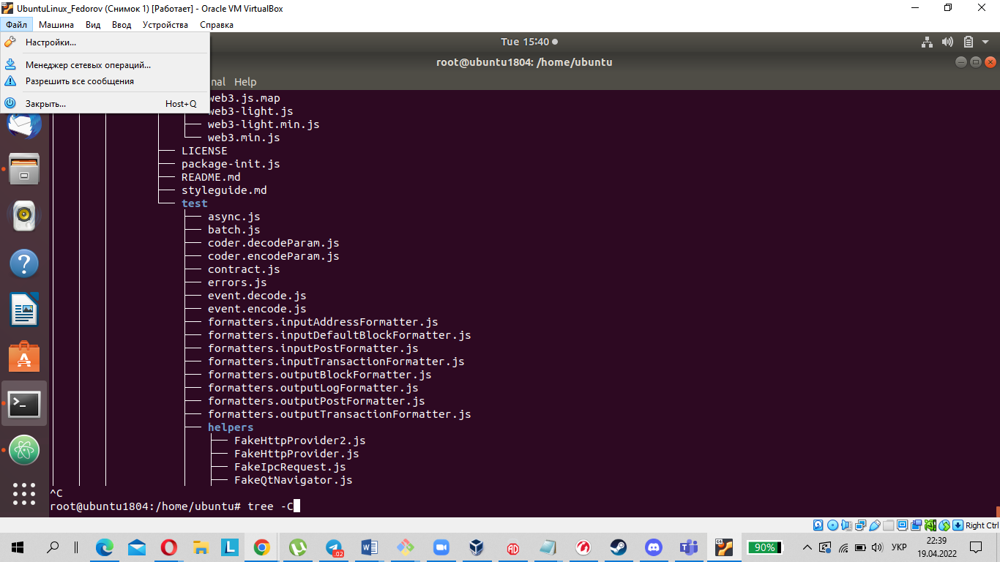 UbuntuLinux_Fedorov (Снимок 1) [Работает] - Oracle VM VirtualBox
Файл Машина Вид Ввод Устройства Справка
Настройки...
Менеджер сетевых операций...
Разрешить все сообщения
Закрыть... Host+Q
Tue 15:40
root@ubuntu1804: /home/ubuntu
nal Help
web3.js.map
web3-light.js
web3-light.min.js
web3.min.js
LICENSE
package-init.js
README.md
styleguide.md
test
async.js
batch.js
coder.decodeParam.js
coder.encodeParam.js
contract.js
errors.js
event.decode.js
event.encode.js
formatters.inputAddressFormatter.js
formatters.inputDefaultBlockFormatter.js
formatters.inputPostFormatter.js
formatters.inputTransactionFormatter.js
formatters.outputBlockFormatter.js
formatters.outputLogFormatter.js
formatters.outputPostFormatter.js
formatters.outputTransactionFormatter.js
helpers
FakeHttpProvider2.js
FakeHttpProvider.js
FakeIpcRequest.js
FakeQtNavigator.js
^C
root@ubuntu1804:/home/ubuntu# tree -C
Right Ctrl
90% УКР 22:39
19.04.2022